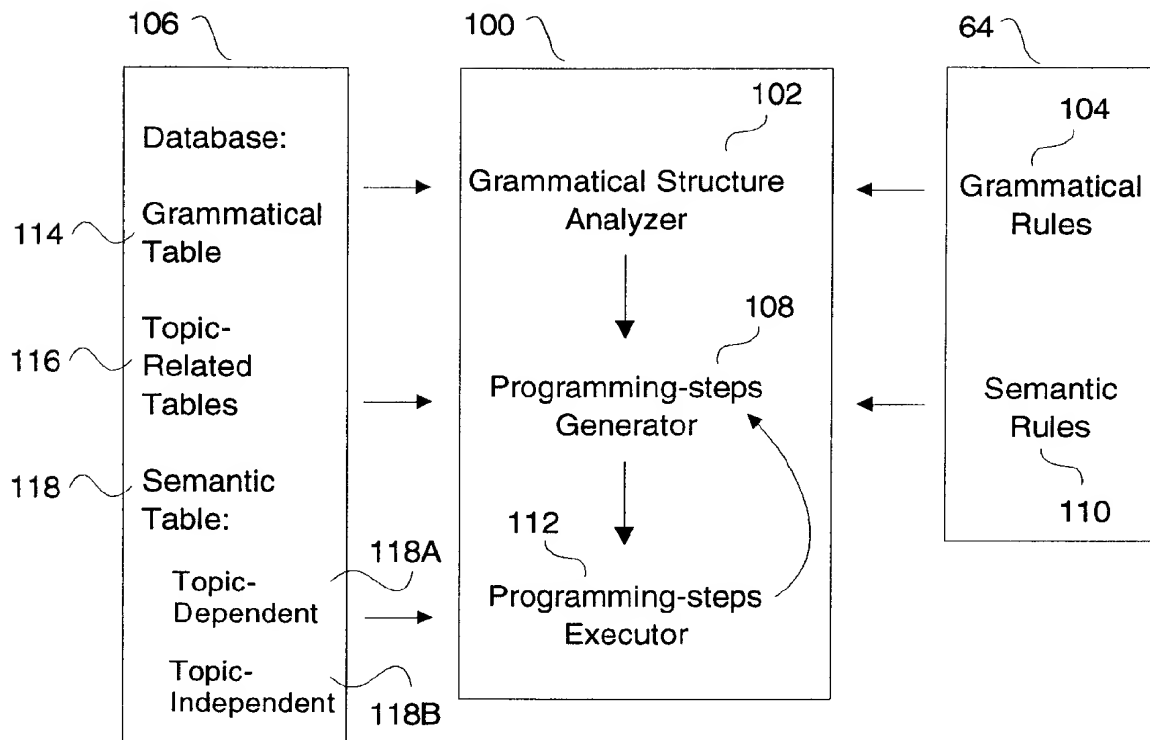 106
100
64
Database:
114
Grammatical
Table
116
Topic-
Related
Tables
118
Semantic
Table:
118A
Topic-
Dependent
Topic-
Independent
118B
102
Grammatical Structure
Analyzer
108
Programming-steps
Generator
112
Programming-steps
Executor
104
Grammatical
Rules
Semantic
Rules
110